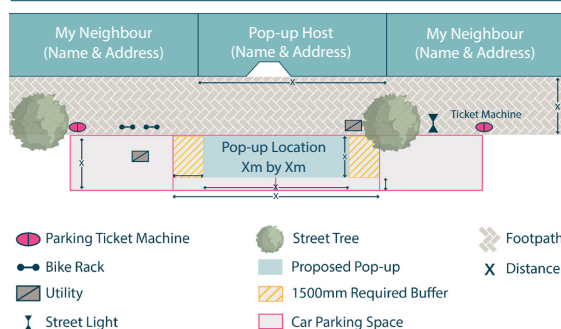 My Neighbour
(Name & Address)
Pop-up Host
(Name & Address)
My Neighbour
(Name & Address)
X
X
Ticket Machine
X
Pop-up Location
Xm by Xm
X
X
X
X
X
Parking Ticket Machine
Street Tree
Footpath
Bike Rack
Proposed Pop-up
X Distance
Utility
1500mm Required Buffer
Street Light
Car Parking Space